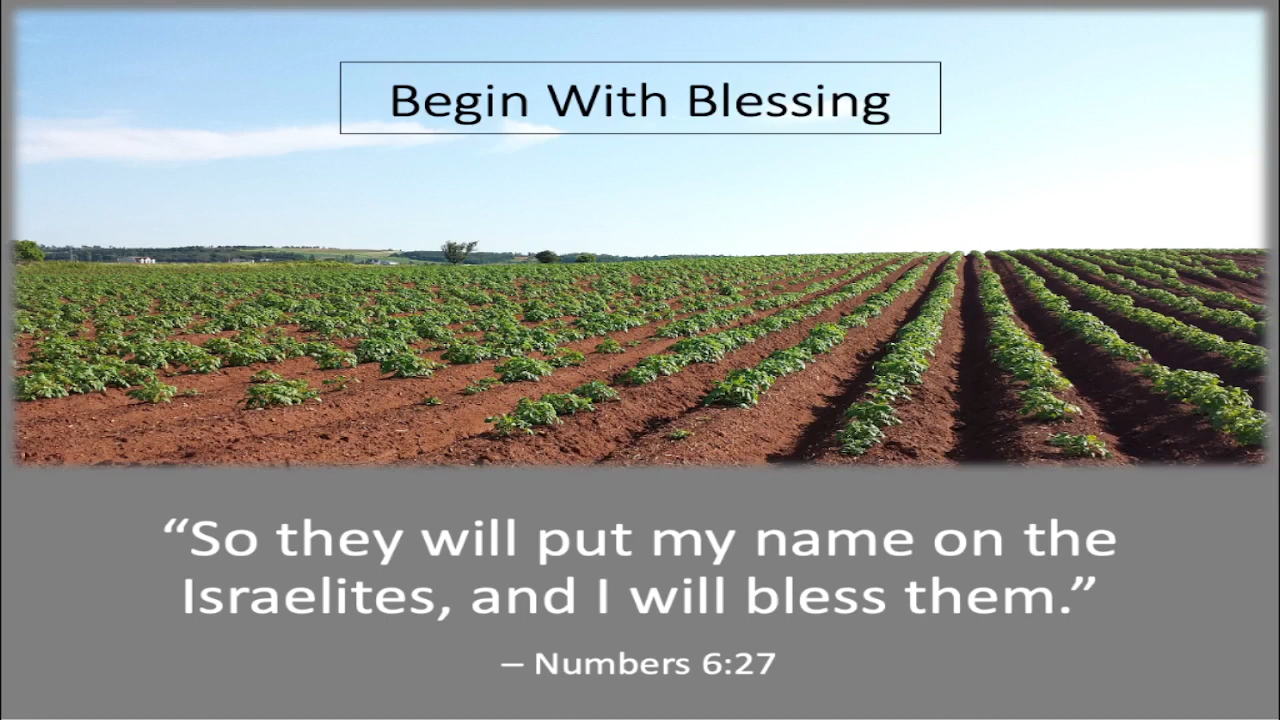 Begin With Blessing
“So they will put my name on the
Israelites, and I will bless them.”
– Numbers 6:27